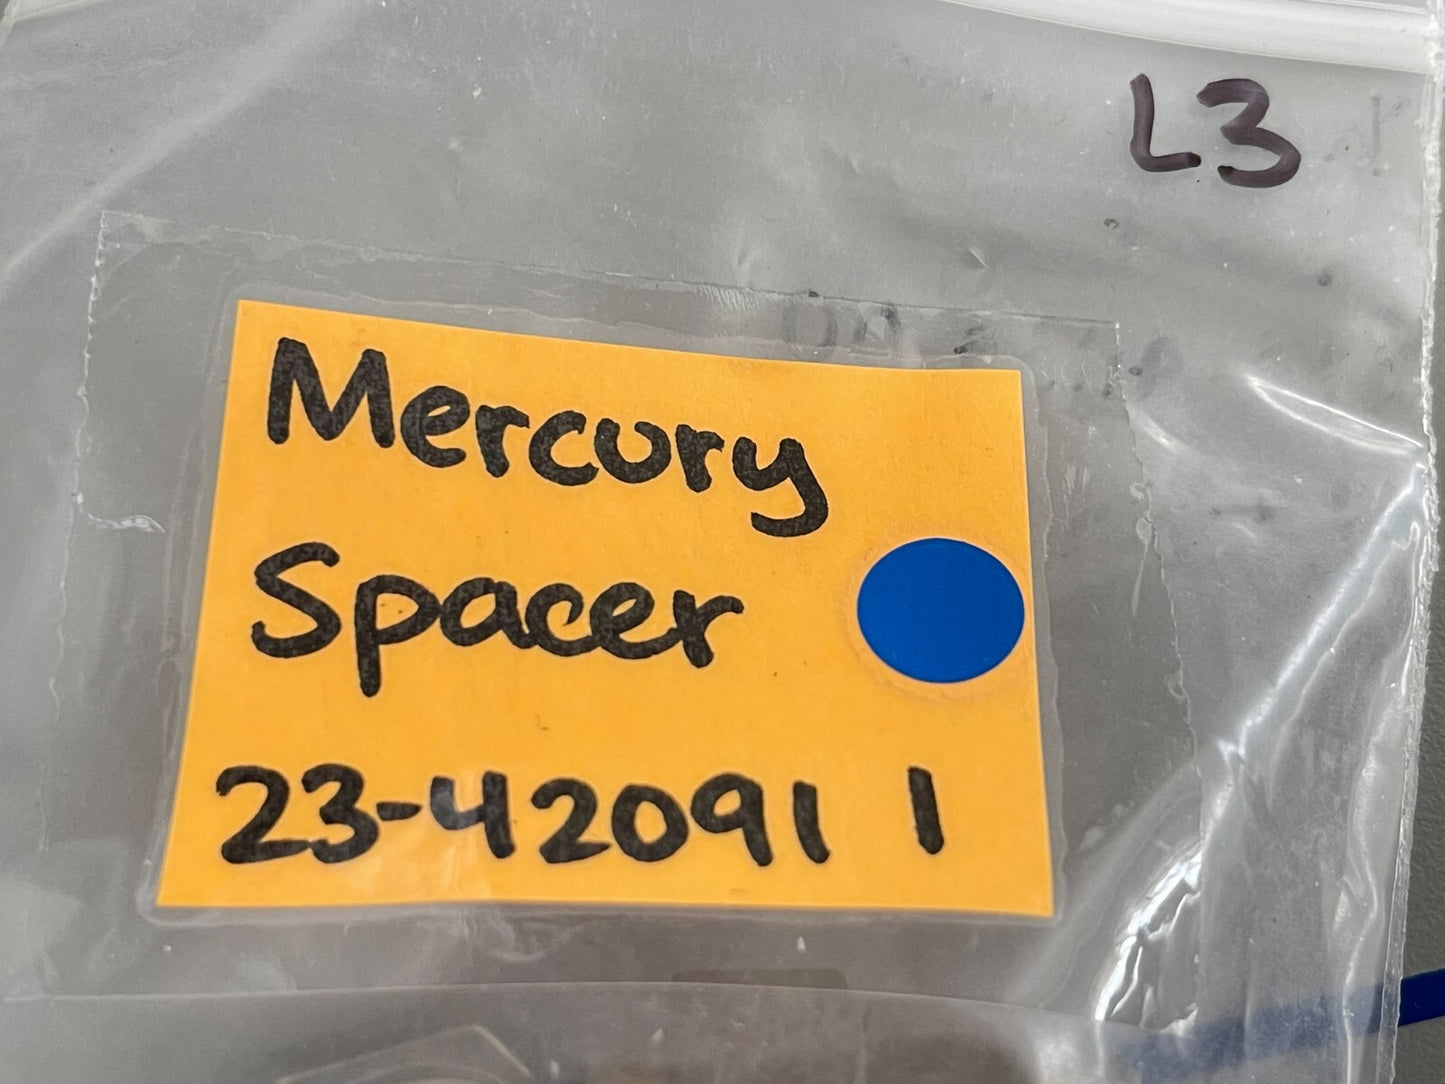 L3
Mercury
Spacer
23-42091 1